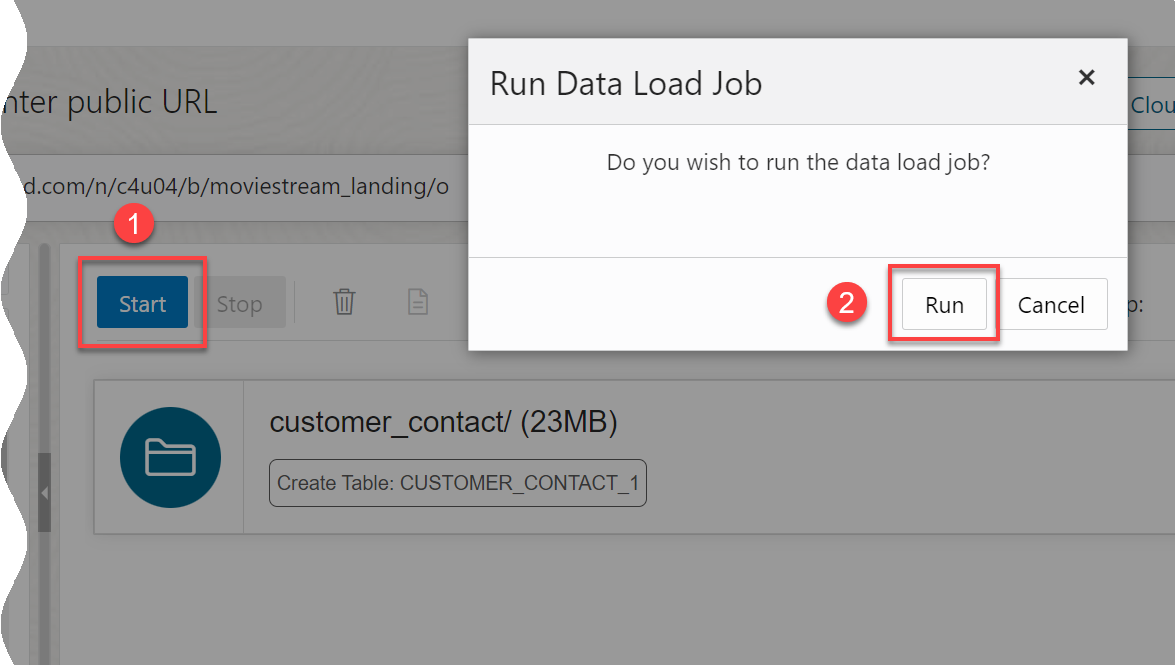 Run Data Load Job
Clou
nter public URL
Do you wish to run the data load job?
d.com/n/c4u04/b/moviestream_landing/o
1
Start Stop
2 Run Cancel p:
customer_contact/ (23MB)
Create Table: CUSTOMER_CONTACT_1